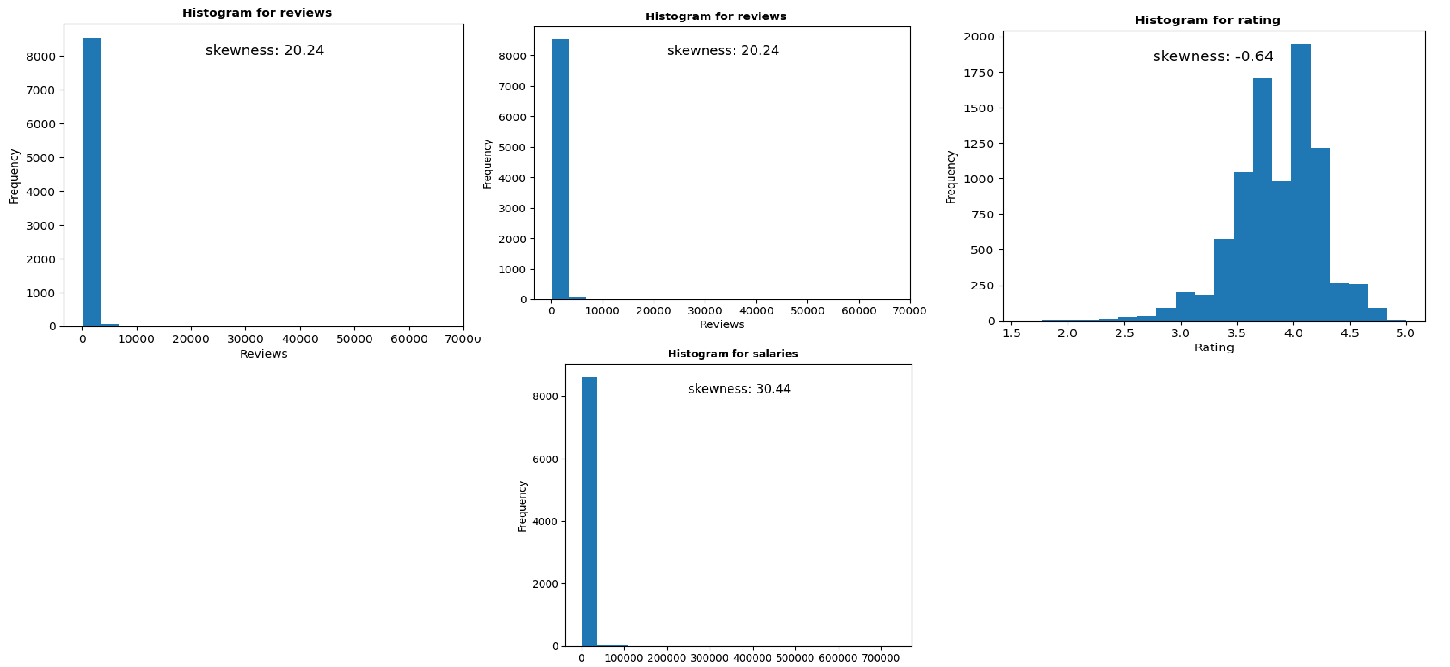 Histogram for reviews
skewness: 20.24
8000
7000
6000
5000
4000
3000
2000
1000
0
Frequency
0 10000 20000 30000 40000 50000 60000 70000
Reviews
Histogram for reviews
skewness: 20.24
8000
7000
6000
5000
4000
3000
2000
1000
0
Frequency
0 10000 20000 30000 40000 50000 60000 70000
Reviews
Histogram for rating
skewness: -0.64
2000
1750
1500
1250
1000
750
500
250
0
Frequency
1.5 2.0 2.5 3.0 3.5 4.0 4.5 5.0
Rating
Histogram for salaries
skewness: 30.44
8000
6000
4000
2000
0
Frequency
0 100000 200000 300000 400000 500000 600000 700000